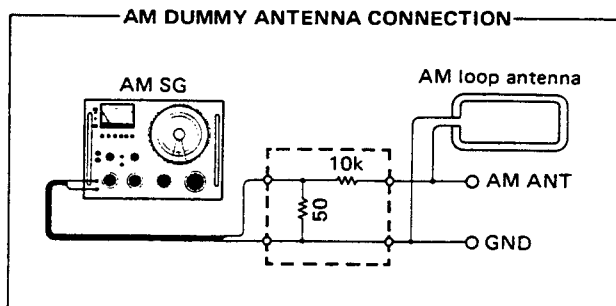 AM DUMMY ANTENNA CONNECTION
AM SG
AM loop antenna
10k
50
AM ANT
GND